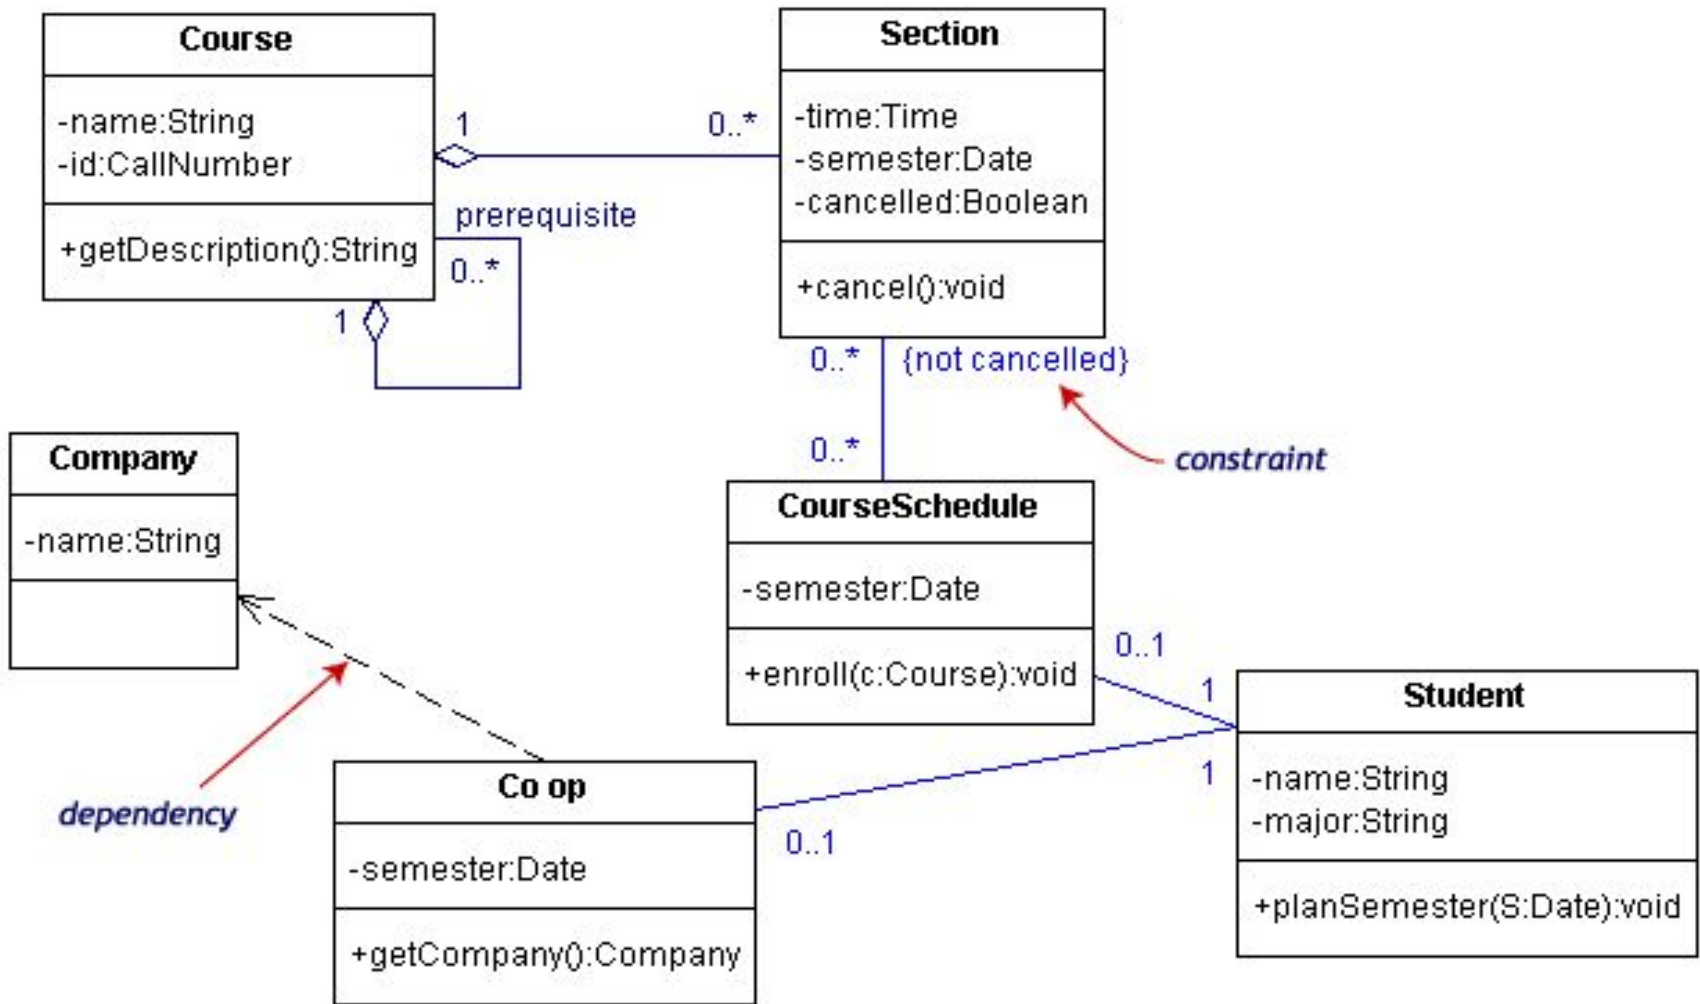 Course
-name:String
-id:CallNumber
+getDescription():String
1
0..*
prerequisite
0..*
1
Section
-time:Time
-semester:Date
-cancelled:Boolean
+cancel():void
0..*
{not cancelled}
constraint
0..*
Company
-name:String
CourseSchedule
-semester:Date
+enroll(c:Course):void
0..1
1
dependency
Co op
-semester:Date
+getCompany():Company
0..1
1
Student
-name:String
-major:String
+planSemester(S:Date):void